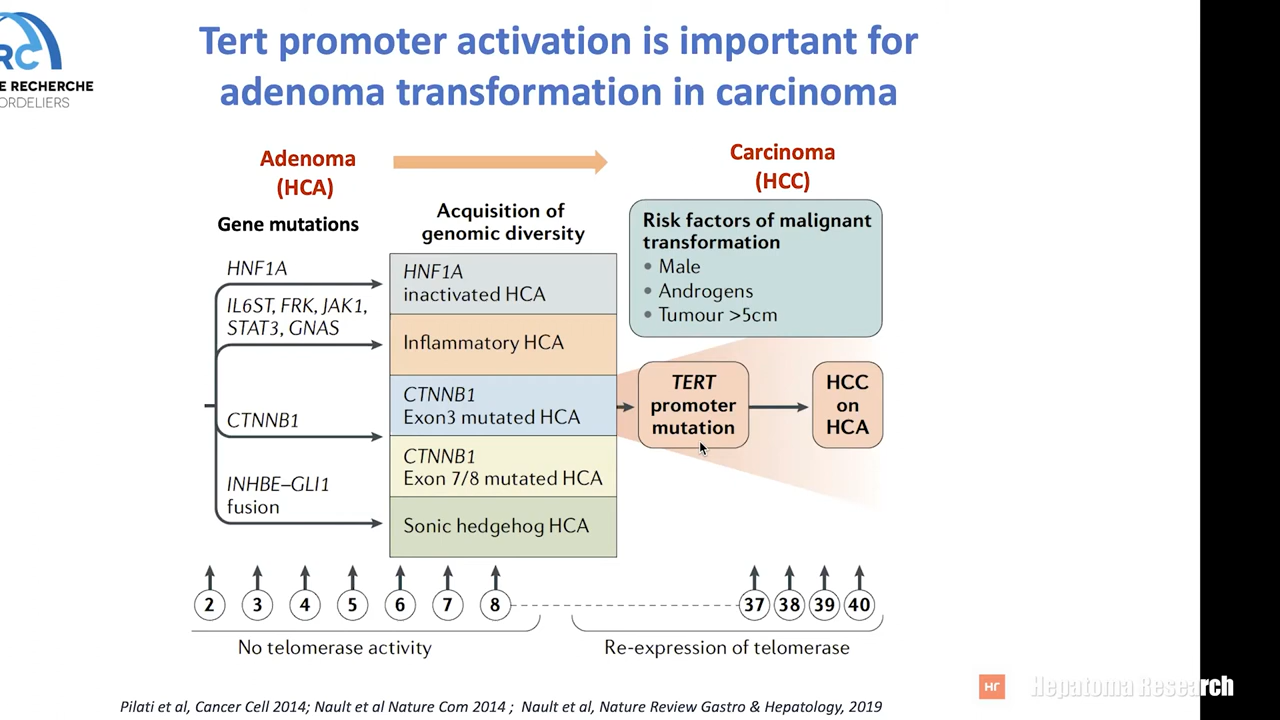 RC
E RECHERCHE
ORDELIERS
Tert promoter activation is important for
adenoma transformation in carcinoma
Adenoma
(HCA)
Carcinoma
(HCC)
Gene mutations
Acquisition of
genomic diversity
Risk factors of malignant
transformation
• Male
• Androgens
• Tumour >5cm
HNF1A
IL6ST, FRK, JAK1,
STAT3, GNAS
CTNNB1
INHBE–GLI1
fusion
HNF1A
inactivated HCA
Inflammatory HCA
CTNNB1
Exon3 mutated HCA
CTNNB1
Exon 7/8 mutated HCA
Sonic hedgehog HCA
TERT
promoter
mutation
HCC
on
HCA
2 3 4 5 6 7 8 37 38 39 40
No telomerase activity
Re-expression of telomerase
Hr Hepatoma Research
Pilati et al, Cancer Cell 2014; Nault et al Nature Com 2014 ; Nault et al, Nature Review Gastro & Hepatology, 2019